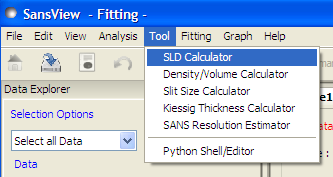 SansView - Fitting -
File Edit View Analysis Tool Fitting Graph Help
SLD Calculator
Density/Volume Calculator
Slit Size Calculator
Kiessig Thickness Calculator
SANS Resolution Estimator
Python Shell/Editor
Data Explorer
Selection Options
Select all Data
Data